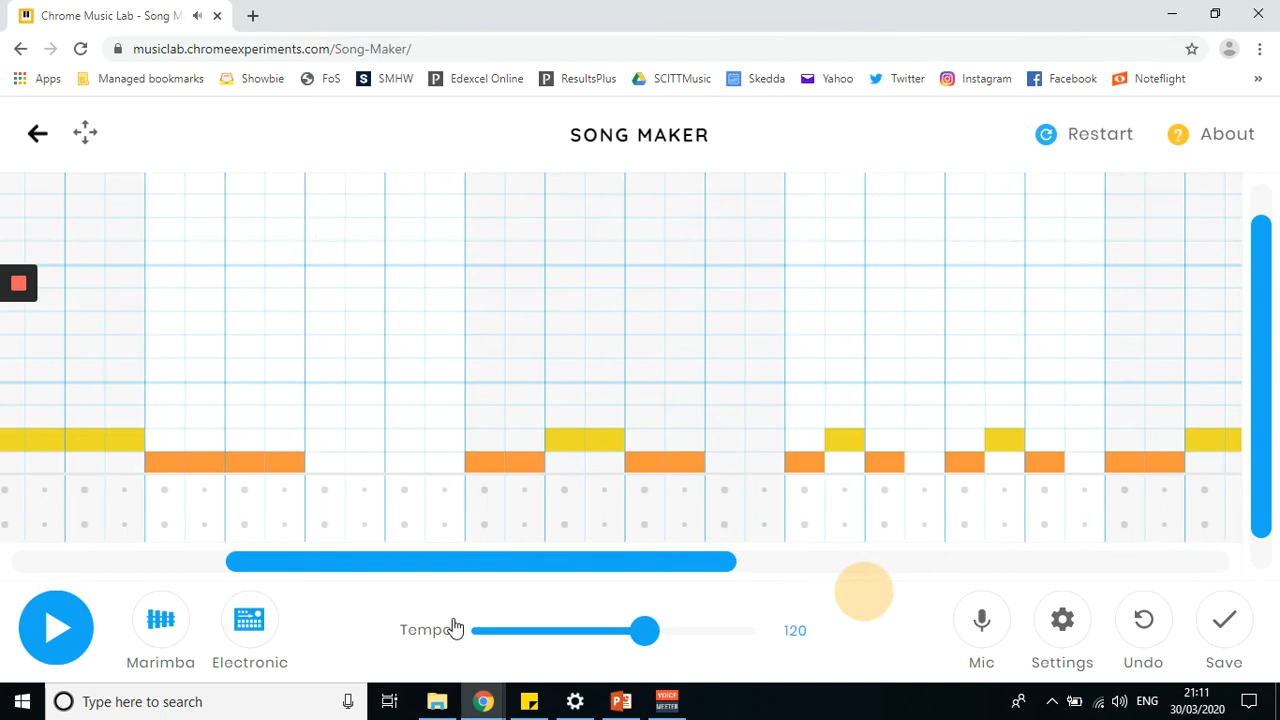 Chrome Music Lab - Song M
musiclab.chromeexperiments.com/Song-Maker/
Apps Managed bookmarks Showbie FoS SMHW Edexcel Online ResultsPlus SCITTMusic Skedda Yahoo Twitter Instagram Facebook Noteflight »
SONG MAKER
Restart
? About
Tempo
120
Marimba
Electronic
Mic
Settings
Undo
Save
Type here to search
VOICE MEETER
ENG
21:11
30/03/2020